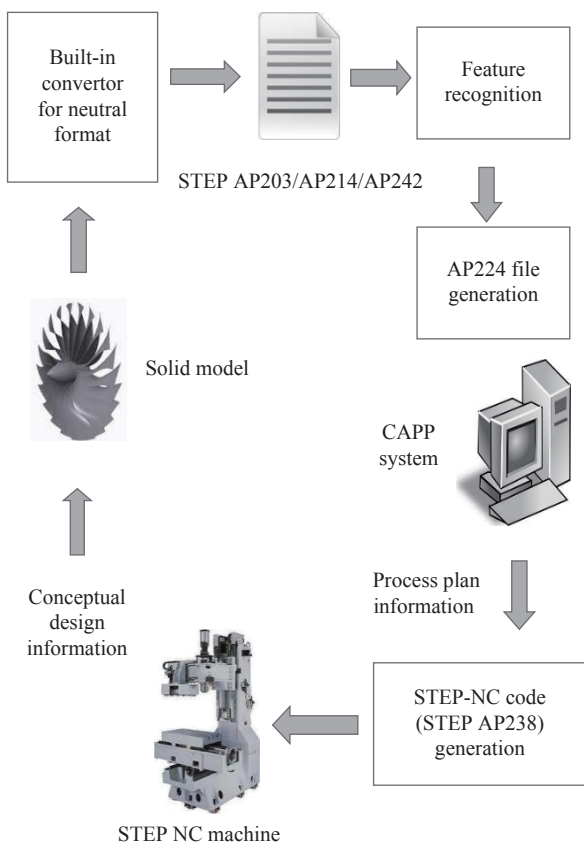 Built-in
convertor
for neutral
format
STEP AP203/AP214/AP242
Feature
recognition
AP224 file
generation
Solid model
CAPP
system
Conceptual
design
information
Process plan
information
STEP-NC code
(STEP AP238)
generation
STEP NC machine